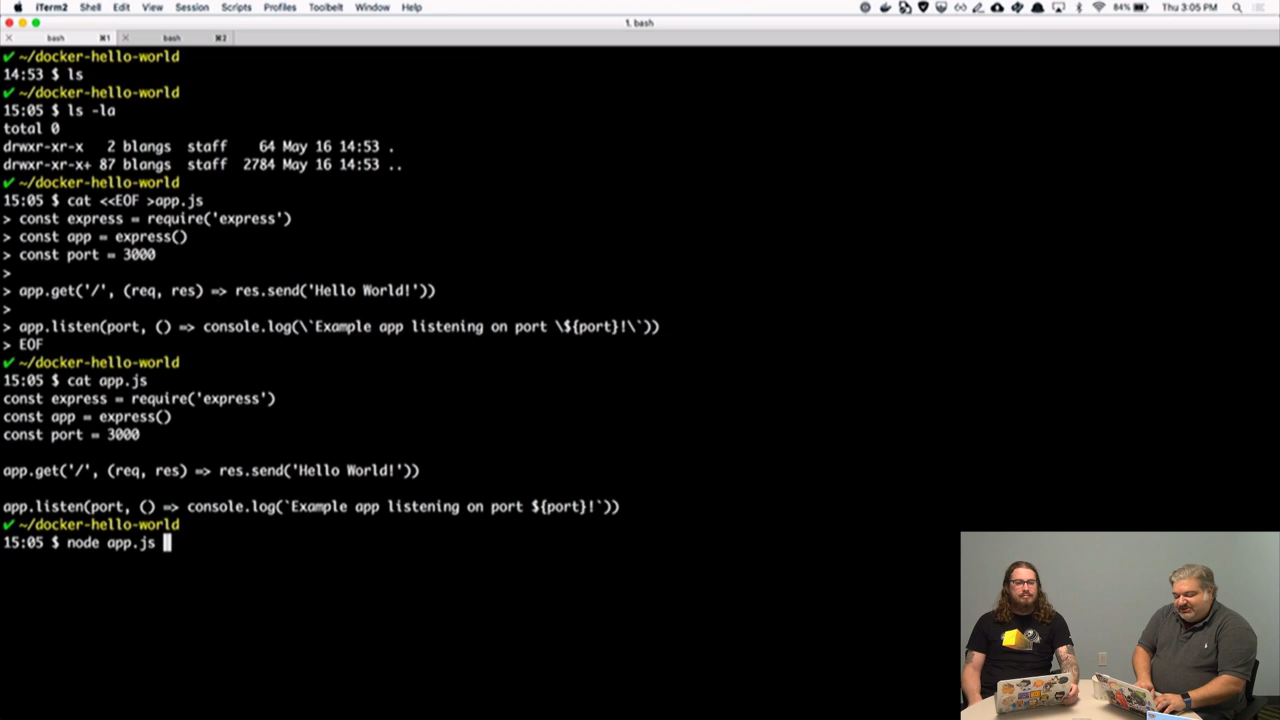 iTerm2 Shell Edit View Session Scripts Profiles Toolbelt Window Help 84% Thu 3:05 PM
1. bash
bash ⌘1 bash ⌘2
✔ ~/docker-hello-world
14:53 $ ls
✔ ~/docker-hello-world
15:05 $ ls -la
total 0
drwxr-xr-x 2 blangs staff 64 May 16 14:53 .
drwxr-xr-x+ 87 blangs staff 2784 May 16 14:53 ..
✔ ~/docker-hello-world
15:05 $ cat <<EOF >app.js
> const express = require('express')
> const app = express()
> const port = 3000
>
> app.get('/', (req, res) => res.send('Hello World!'))
>
> app.listen(port, () => console.log(\`Example app listening on port \${port}!\`))
> EOF
✔ ~/docker-hello-world
15:05 $ cat app.js
const express = require('express')
const app = express()
const port = 3000
app.get('/', (req, res) => res.send('Hello World!'))
app.listen(port, () => console.log(`Example app listening on port ${port}!`))
✔ ~/docker-hello-world
15:05 $ node app.js